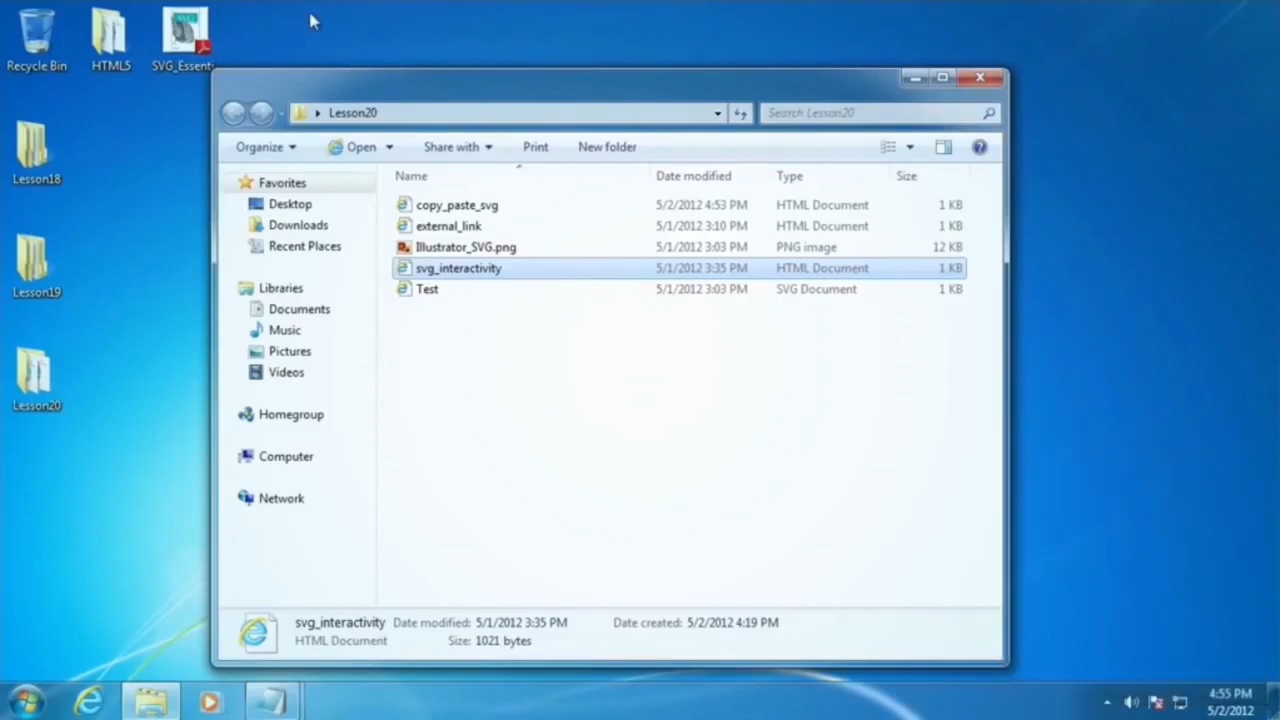 Recycle Bin
HTML5
SVG_Essenti
Lesson18
Lesson19
Lesson20
Lesson20
Search Lesson20
Organize
Open
Share with
Print
New folder
Name Date modified Type Size
Favorites
Desktop
Downloads
Recent Places
Libraries
Documents
Music
Pictures
Videos
Homegroup
Computer
Network
copy_paste_svg 5/2/2012 4:53 PM HTML Document 1 KB
external_link 5/1/2012 3:10 PM HTML Document 1 KB
Illustrator_SVG.png 5/1/2012 3:03 PM PNG image 12 KB
svg_interactivity 5/1/2012 3:35 PM HTML Document 1 KB
Test 5/1/2012 3:03 PM SVG Document 1 KB
svg_interactivity Date modified: 5/1/2012 3:35 PM Date created: 5/2/2012 4:19 PM
HTML Document Size: 1021 bytes
4:55 PM
5/2/2012